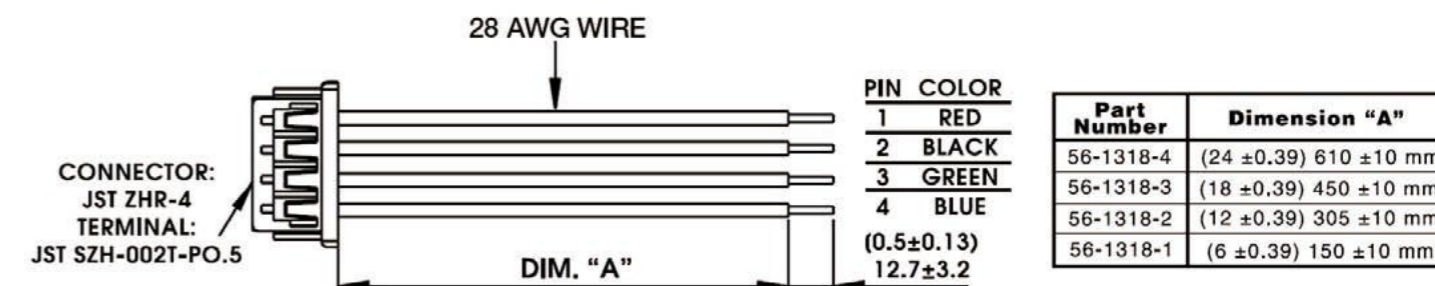 28 AWG WIRE
CONNECTOR:
JST ZHR-4
TERMINAL:
JST SZH-002T-PO.5
DIM. “A”
PIN COLOR
1 RED
2 BLACK
3 GREEN
4 BLUE
(0.5±0.13)
12.7±3.2
Part Number Dimension “A”
56-1318-4 (24 ±0.39) 610 ±10 mm
56-1318-3 (18 ±0.39) 450 ±10 mm
56-1318-2 (12 ±0.39) 305 ±10 mm
56-1318-1 (6 ±0.39) 150 ±10 mm